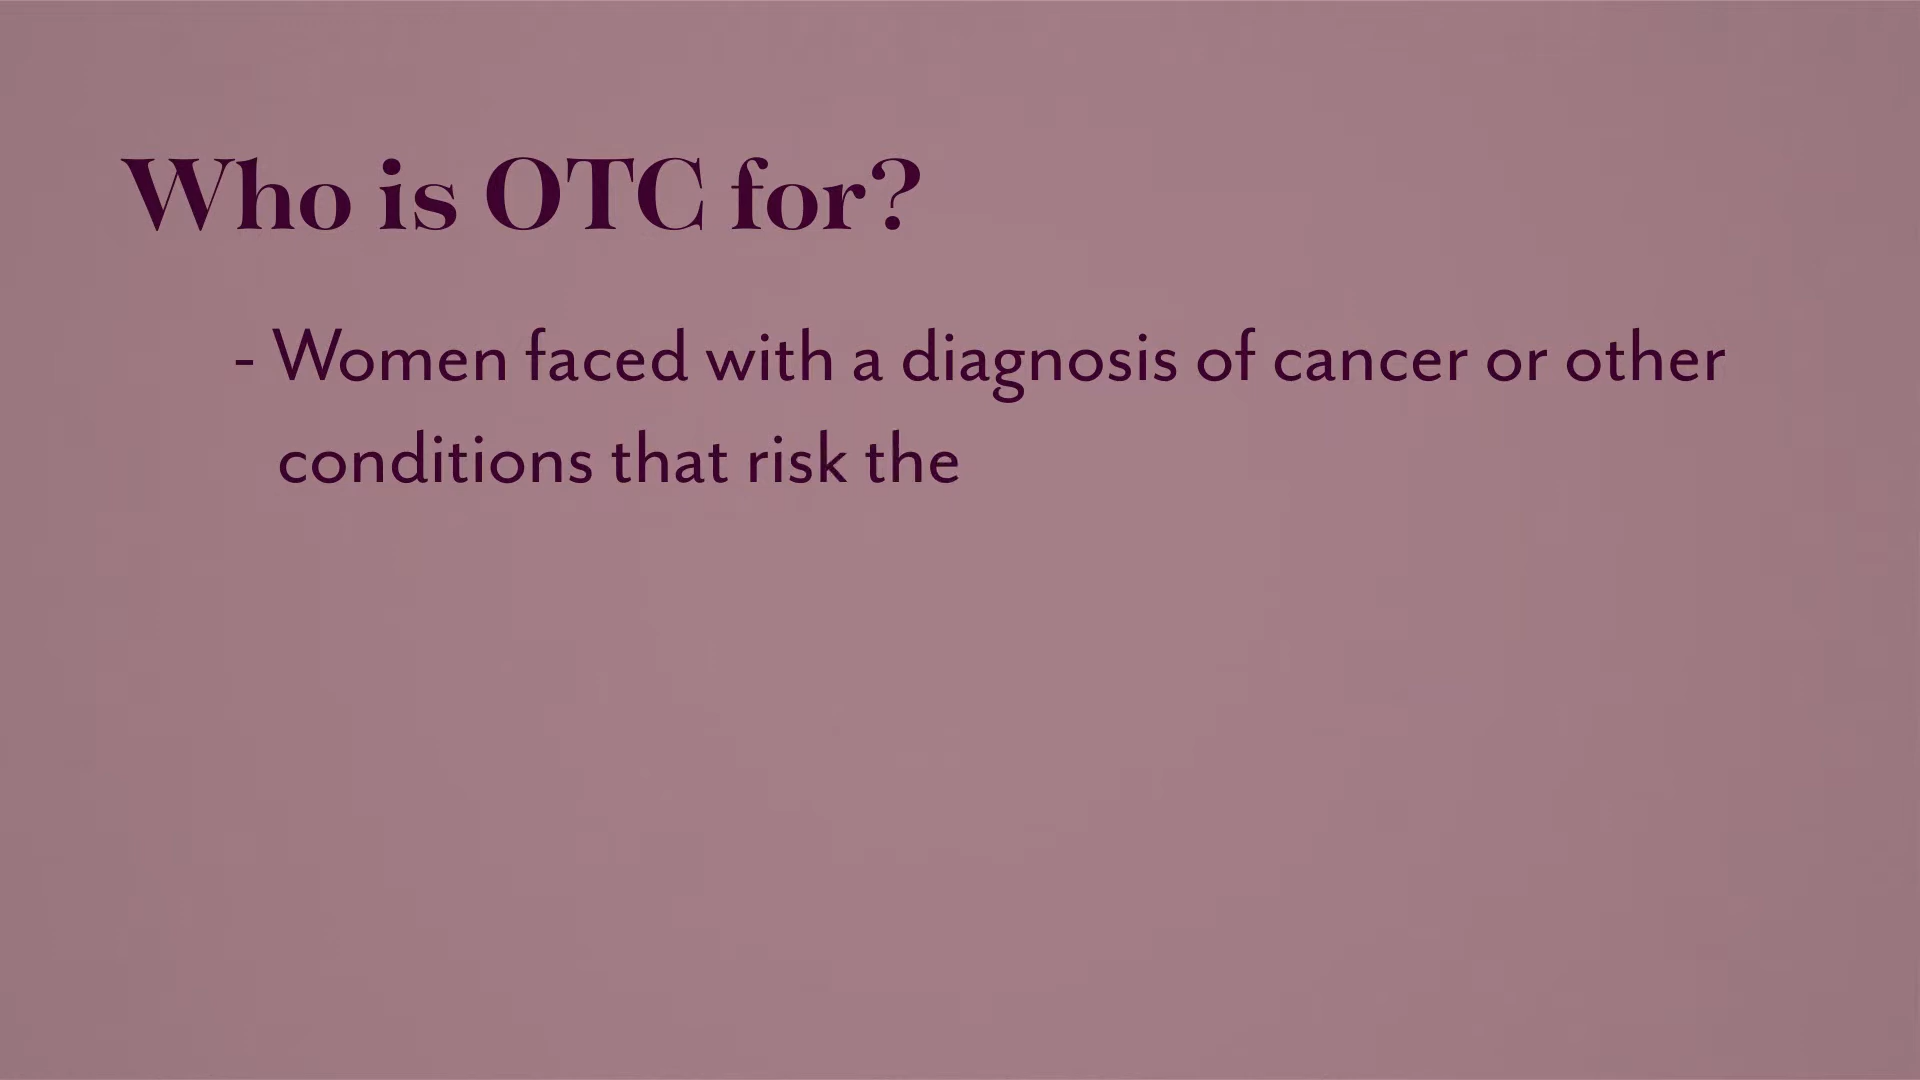 Who is OTC for?
- Women faced with a diagnosis of cancer or other
conditions that risk the